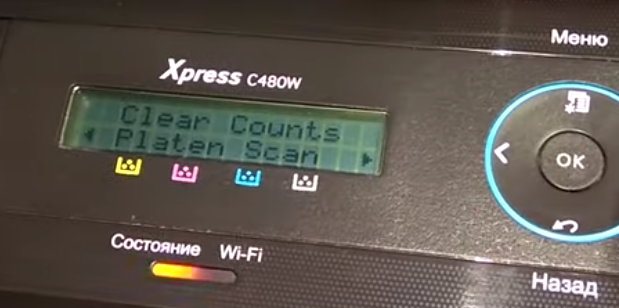 Меню
Xpress C480W
Clear Counts
Platen Scan
OK
Состояние Wi-Fi
Назад